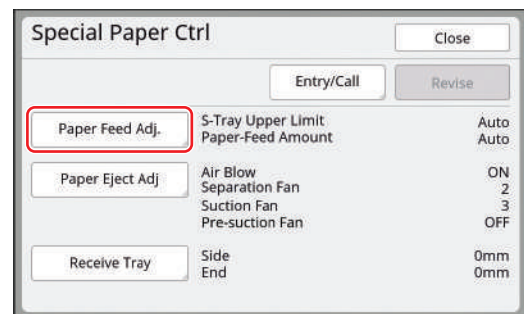 Special Paper Ctrl
Close
Entry/Call
Revise
Paper Feed Adj.
S-Tray Upper Limit Auto
Paper-Feed Amount Auto
Paper Eject Adj
Air Blow ON
Separation Fan 2
Suction Fan 3
Pre-suction Fan OFF
Receive Tray
Side 0mm
End 0mm